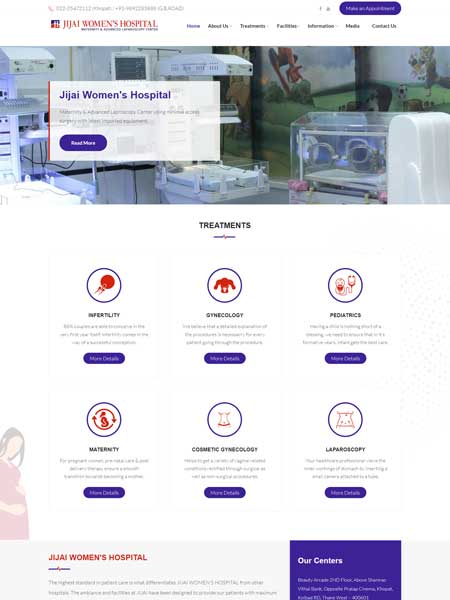 022-25472112 (Khopat) / +91-9892283886 (G.B.ROAD)
Make an Appointment
JIJAI WOMEN'S HOSPITAL
MATERNITY & ADVANCED LAPAROSCOPY CENTER
Home About Us Treatments Facilities Information Media Contact Us
Jijai Women's Hospital
Maternity & Advanced Laproscopy Center using minimal access
surgery with latest imported equipment.
Read More
TREATMENTS
INFERTILITY
85% couples are able to conceive in the
very first year itself! Infertility comes in the
way of a successful conception.
More Details
GYNECOLOGY
We believe that a detailed explanation of
the procedures is necessary for every
patient going through the procedure.
More Details
PEDIATRICS
Having a child is nothing short of a
blessing, we need to ensure that in it's
formative years, infant gets the best care.
More Details
MATERNITY
For pregnant women, pre-natal care & post
delivery therapy ensure a smooth
transition towards becoming a mother.
More Details
COSMETIC GYNECOLOGY
Helps to get a variety of vaginal related
conditions rectified through surgical as
well as non-surgical procedures.
More Details
LAPAROSCOPY
Your healthcare professional views the
inner workings of stomach by inserting a
small camera attached to a tube.
More Details
JIJAI WOMEN'S HOSPITAL
The highest standard in patient care is what differentiates JIJAI WOMEN'S HOSPITAL from other
hospitals. The ambiance and facilities at JIJAI have been designed to provide our patients with maximum
Our Centers
Beauty Arcade 2ND Floor, Above Shamrao
Vithal Bank, Opposite Pratap Cinema, Khopat,
Kolbad RD, Thane West – 400601